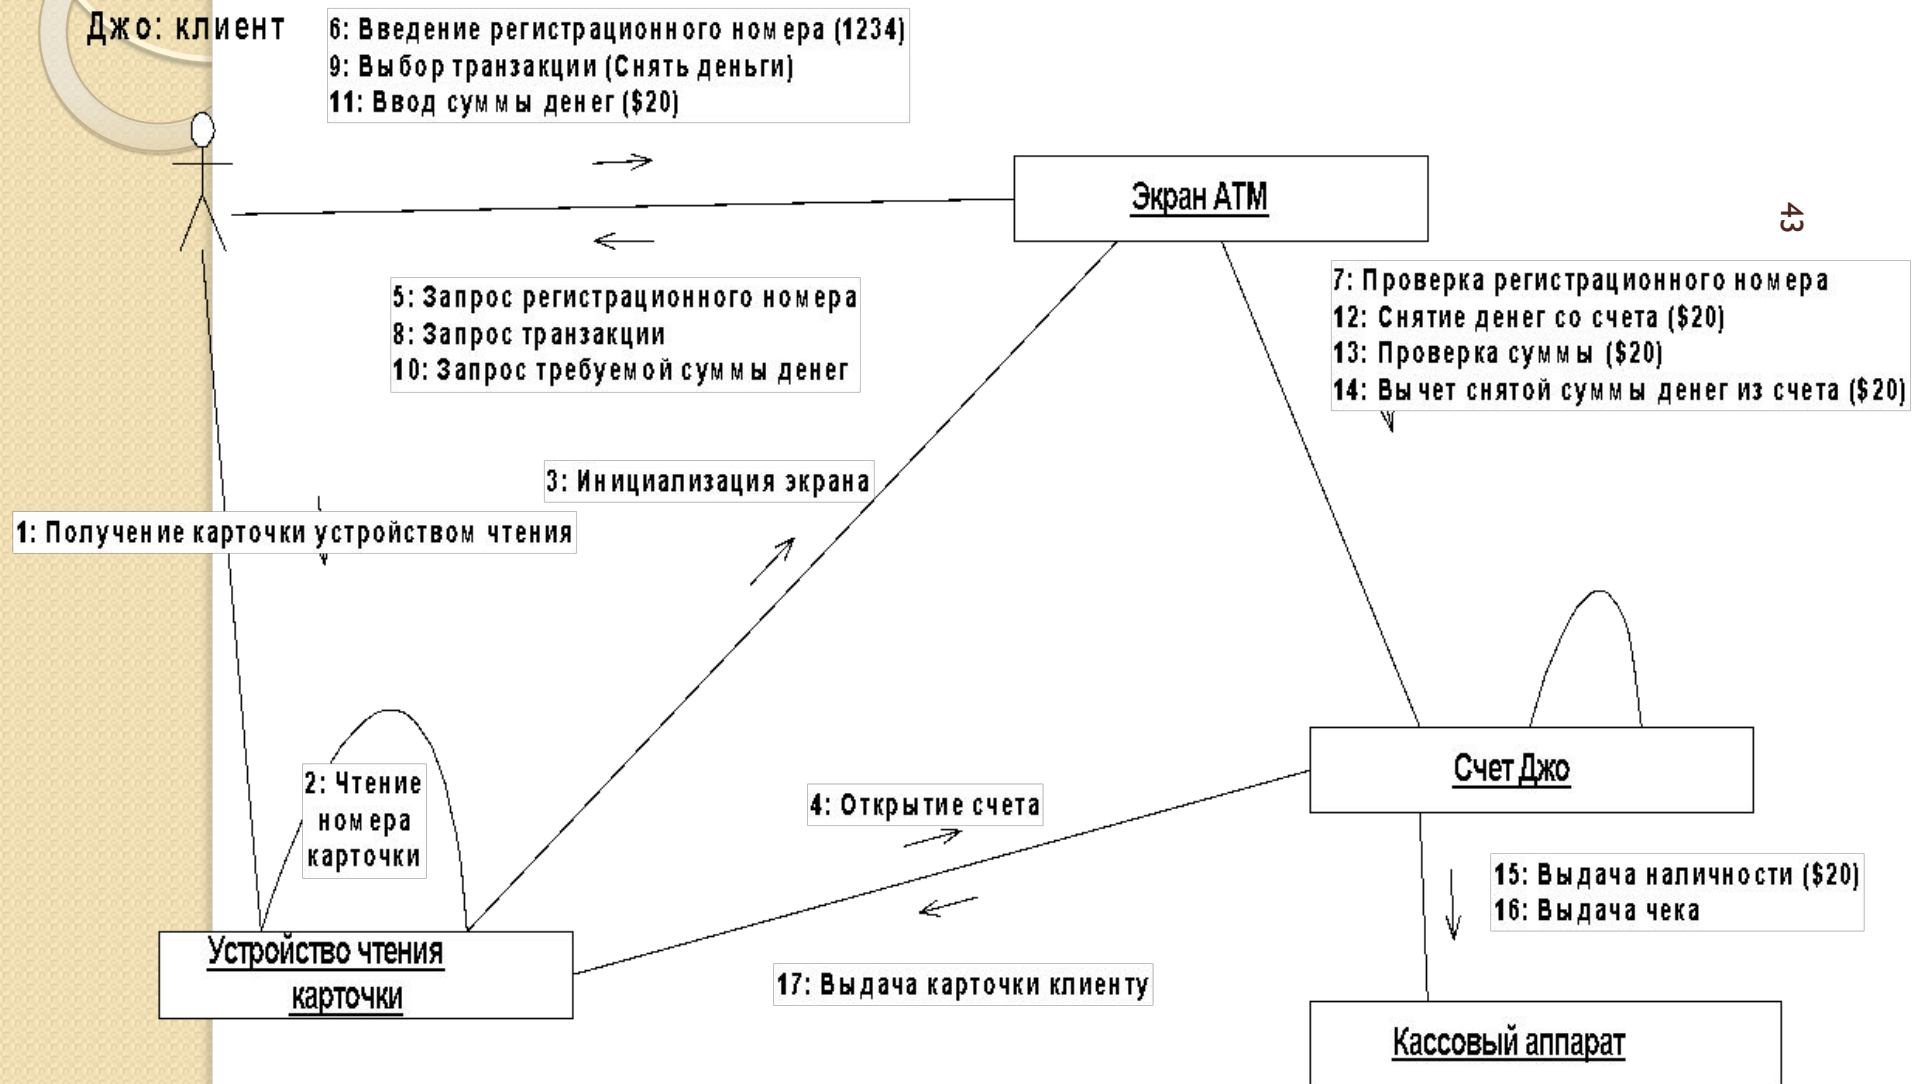 Джо: клиент
6: Введение регистрационного номера (1234)
9: Выбор транзакции (Снять деньги)
11: Ввод суммы денег ($20)
Экран АТМ
43
5: Запрос регистрационного номера
8: Запрос транзакции
10: Запрос требуемой суммы денег
7: Проверка регистрационного номера
12: Снятие денег со счета ($20)
13: Проверка суммы ($20)
14: Вычет снятой суммы денег из счета ($20)
3: Инициализация экрана
1: Получение карточки устройством чтения
2: Чтение
номера
карточки
4: Открытие счета
Счет Джо
15: Выдача наличности ($20)
16: Выдача чека
Устройство чтения
карточки
17: Выдача карточки клиенту
Кассовый аппарат